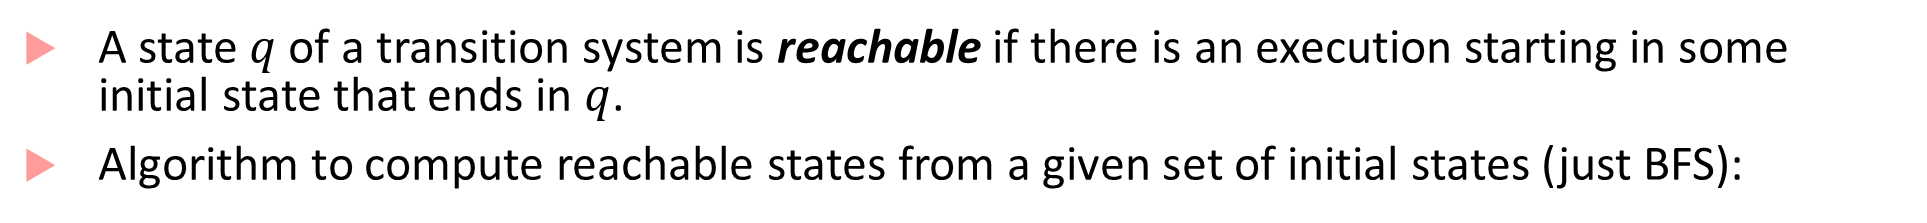 A state q of a transition system is reachable if there is an execution starting in some
initial state that ends in q.
Algorithm to compute reachable states from a given set of initial states (just BFS):